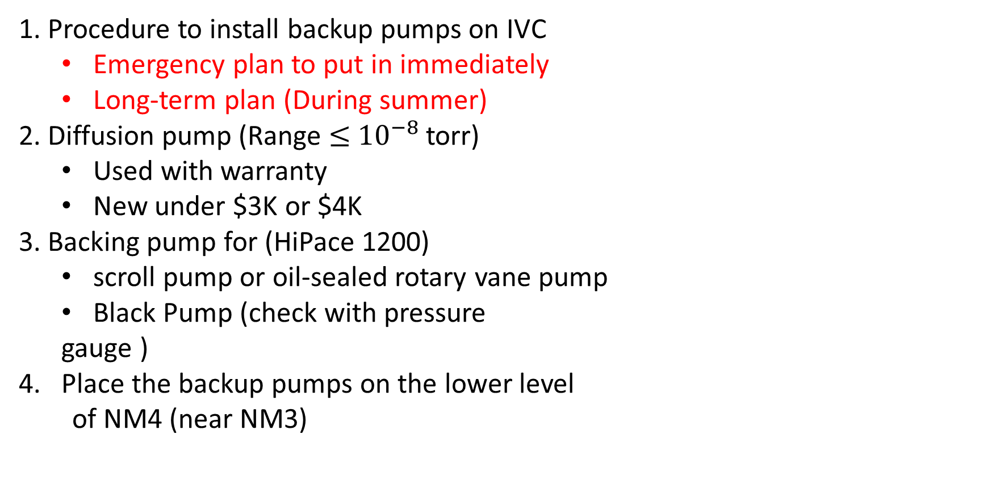 1. Procedure to install backup pumps on IVC
• Emergency plan to put in immediately
• Long-term plan (During summer)
2. Diffusion pump (Range ≤ 10⁻⁸ torr)
• Used with warranty
• New under $3K or $4K
3. Backing pump for (HiPace 1200)
• scroll pump or oil-sealed rotary vane pump
• Black Pump (check with pressure
gauge )
4. Place the backup pumps on the lower level
of NM4 (near NM3)